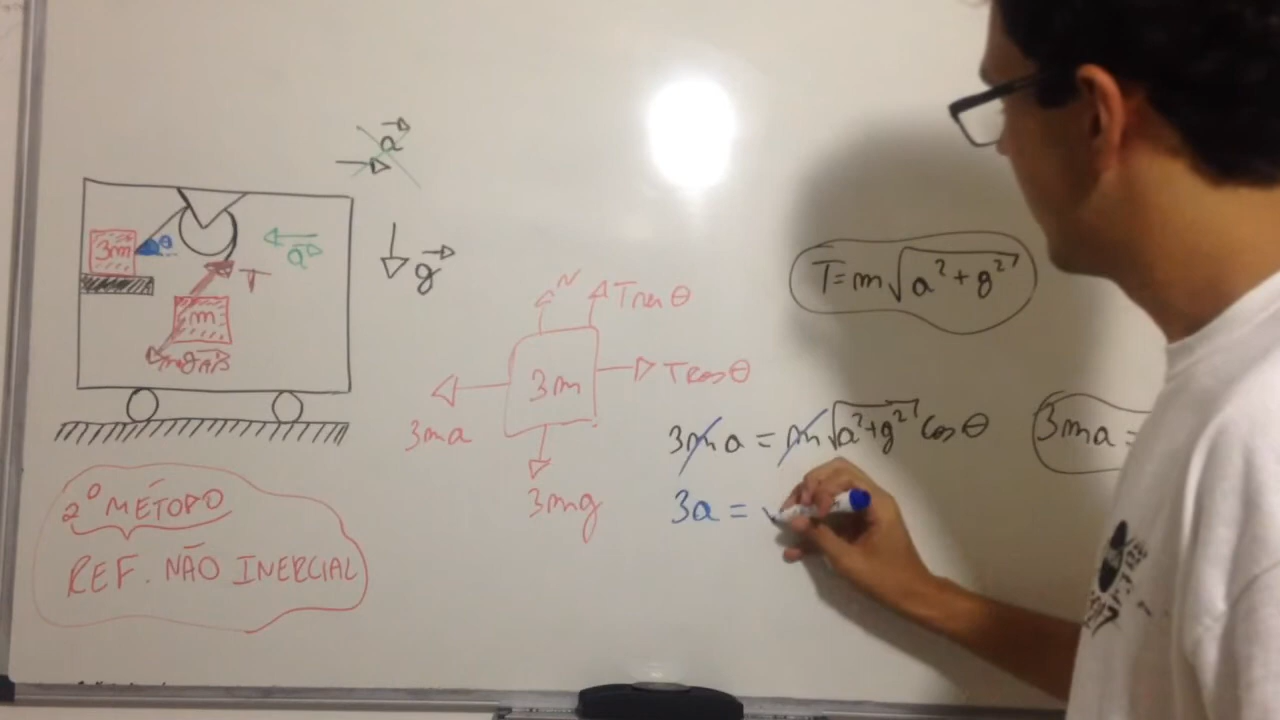 a
g
3m
θ
a
T
m
N
T sen θ
3m
T cos θ
3ma
3mg
T=m√a²+g²
3ma = m√a²+g² cos θ
3ma =
3a =
2º MÉTODO
REF. NÃO INERCIAL